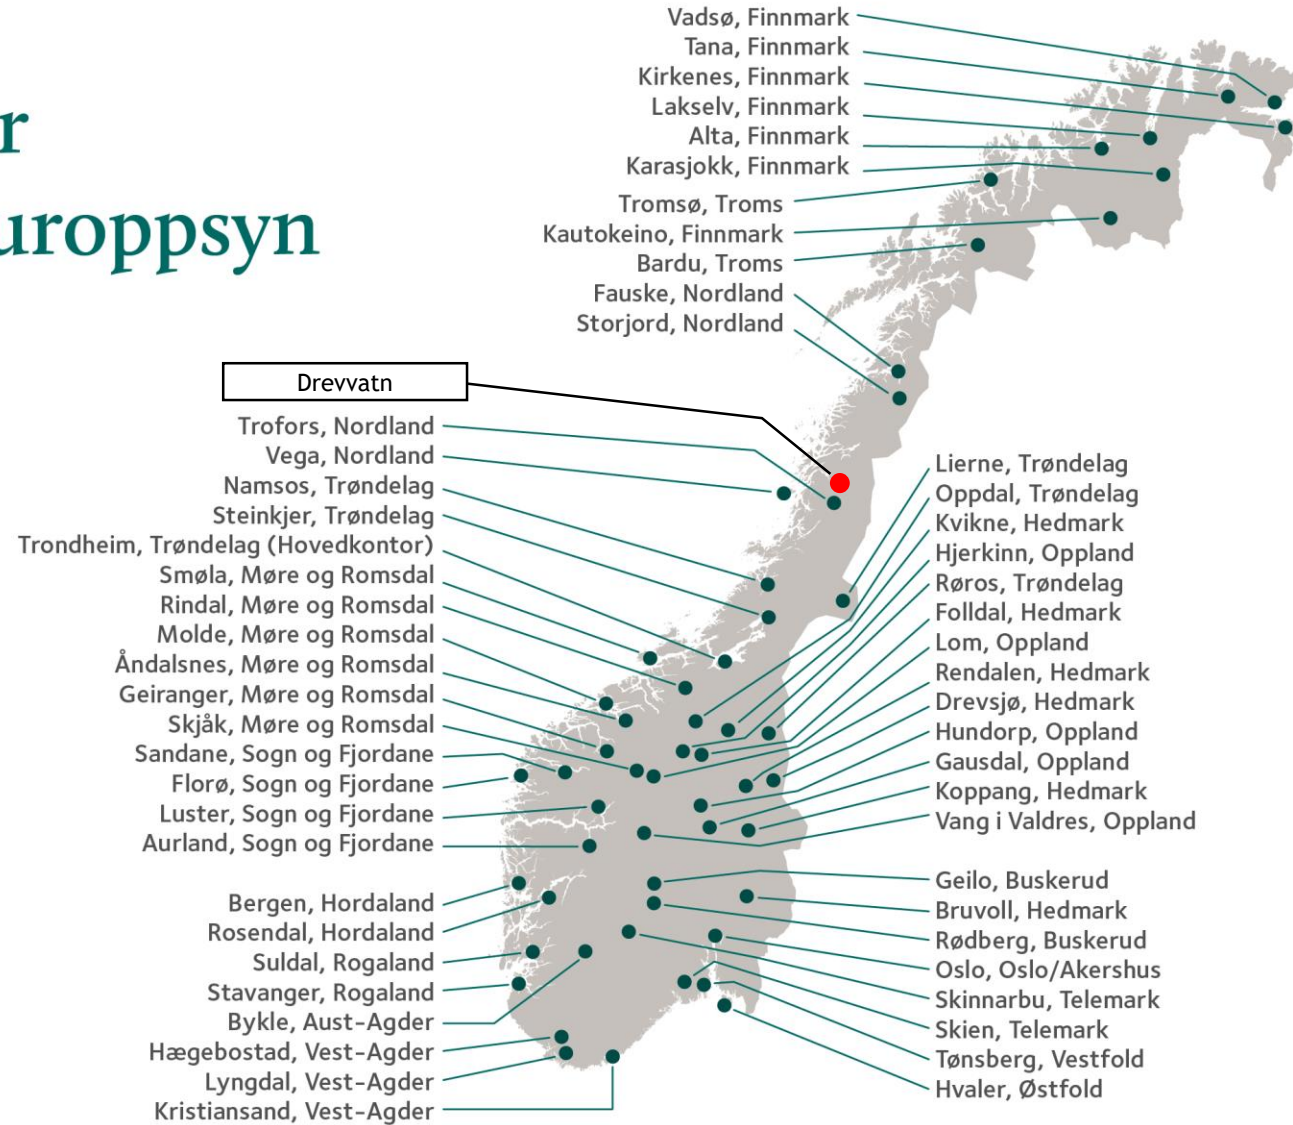 r
uroppsyn
Vadsø, Finnmark
Tana, Finnmark
Kirkenes, Finnmark
Lakselv, Finnmark
Alta, Finnmark
Karasjokk, Finnmark
Tromsø, Troms
Kautokeino, Finnmark
Bardu, Troms
Fauske, Nordland
Storjord, Nordland
Drevvatn
Trofors, Nordland
Vega, Nordland
Namsos, Trøndelag
Steinkjer, Trøndelag
Trondheim, Trøndelag (Hovedkontor)
Smøla, Møre og Romsdal
Rindal, Møre og Romsdal
Molde, Møre og Romsdal
Åndalsnes, Møre og Romsdal
Geiranger, Møre og Romsdal
Skjåk, Møre og Romsdal
Sandane, Sogn og Fjordane
Florø, Sogn og Fjordane
Luster, Sogn og Fjordane
Aurland, Sogn og Fjordane
Bergen, Hordaland
Rosendal, Hordaland
Suldal, Rogaland
Stavanger, Rogaland
Bykle, Aust-Agder
Hægebostad, Vest-Agder
Lyngdal, Vest-Agder
Kristiansand, Vest-Agder
Lierne, Trøndelag
Oppdal, Trøndelag
Kvikne, Hedmark
Hjerkinn, Oppland
Røros, Trøndelag
Folldal, Hedmark
Lom, Oppland
Rendalen, Hedmark
Drevsjø, Hedmark
Hundorp, Oppland
Gausdal, Oppland
Koppang, Hedmark
Vang i Valdres, Oppland
Geilo, Buskerud
Bruvoll, Hedmark
Rødberg, Buskerud
Oslo, Oslo/Akershus
Skinnarbu, Telemark
Skien, Telemark
Tønsberg, Vestfold
Hvaler, Østfold